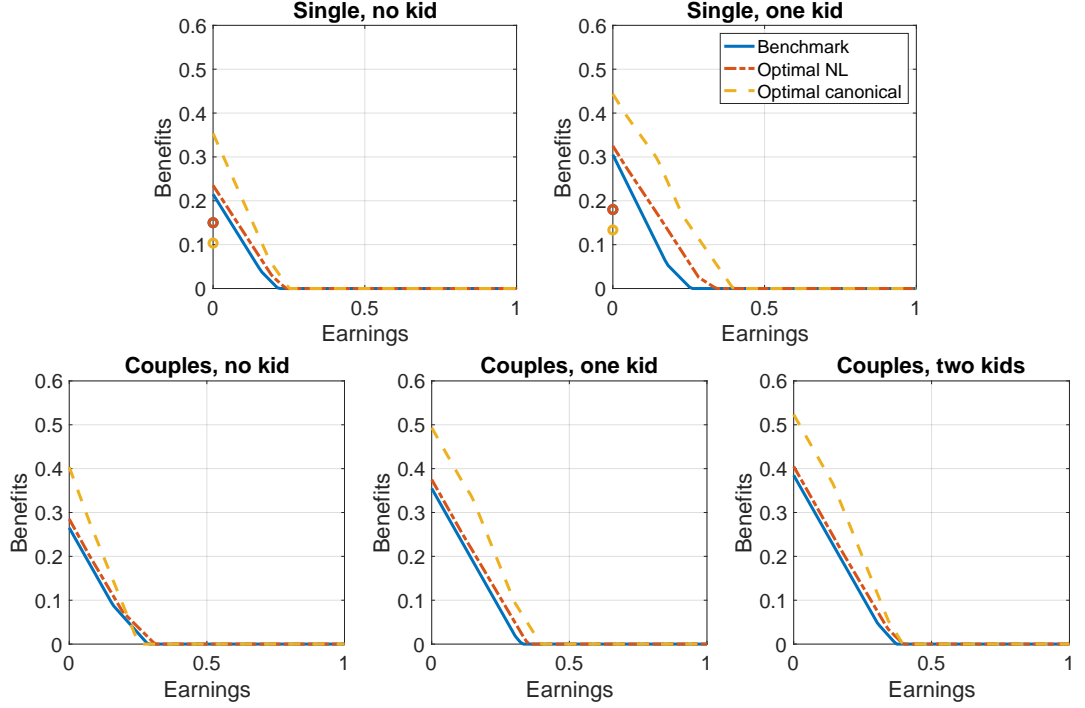 Single, no kid
0.6
0.5
0.4
0.3
0.2
0.1
0
Benefits
0
0.5
1
Earnings
Single, one kid
Benchmark
Optimal NL
Optimal canonical
0.6
0.5
0.4
0.3
0.2
0.1
0
Benefits
0
0.5
1
Earnings
Couples, no kid
0.6
0.5
0.4
0.3
0.2
0.1
0
Benefits
0
0.5
1
Earnings
Couples, one kid
0.6
0.5
0.4
0.3
0.2
0.1
0
Benefits
0
0.5
1
Earnings
Couples, two kids
0.6
0.5
0.4
0.3
0.2
0.1
0
Benefits
0
0.5
1
Earnings